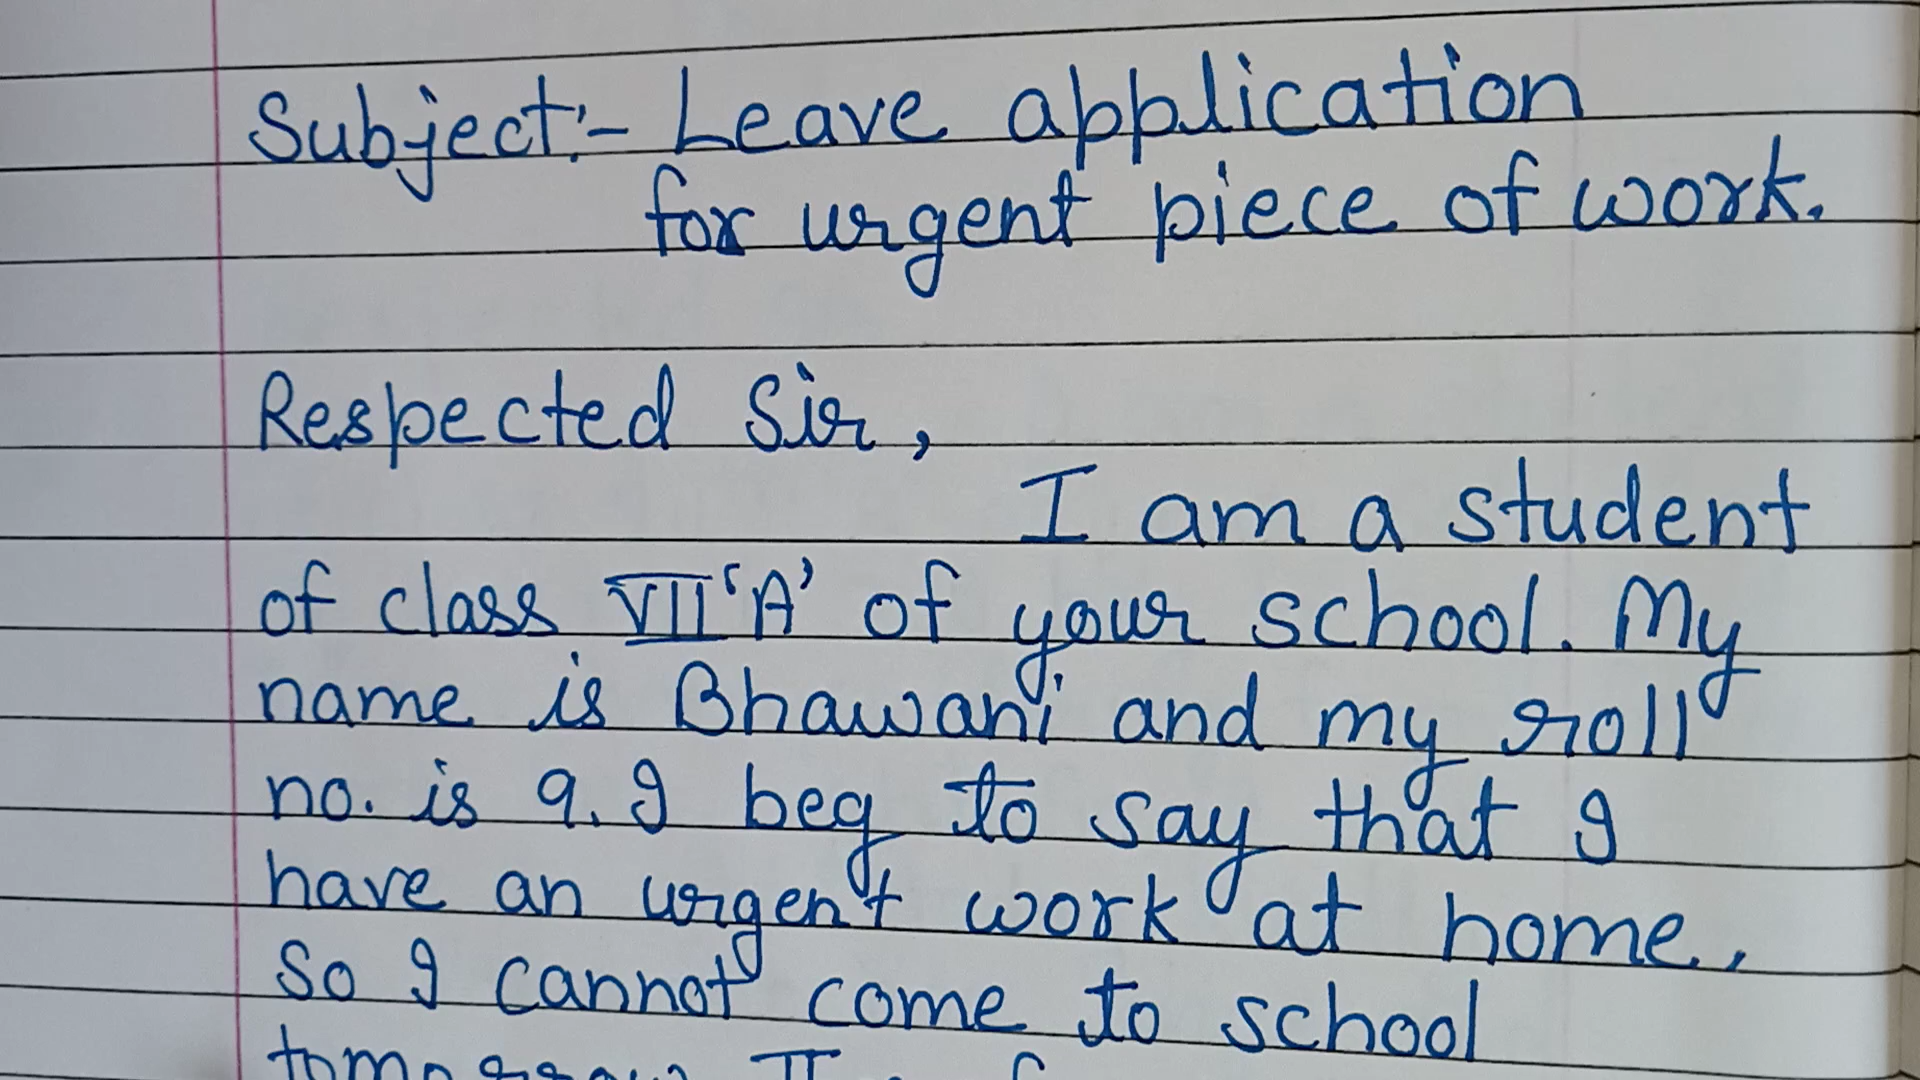 Subject:- Leave application
for urgent piece of work.
Respected Sir,
I am a student
of class VII 'A' of your school. My
name is Bhawani and my roll
no. is 9. I beg to say that I
have an urgent work at home,
so I cannot come to school
tomorrow